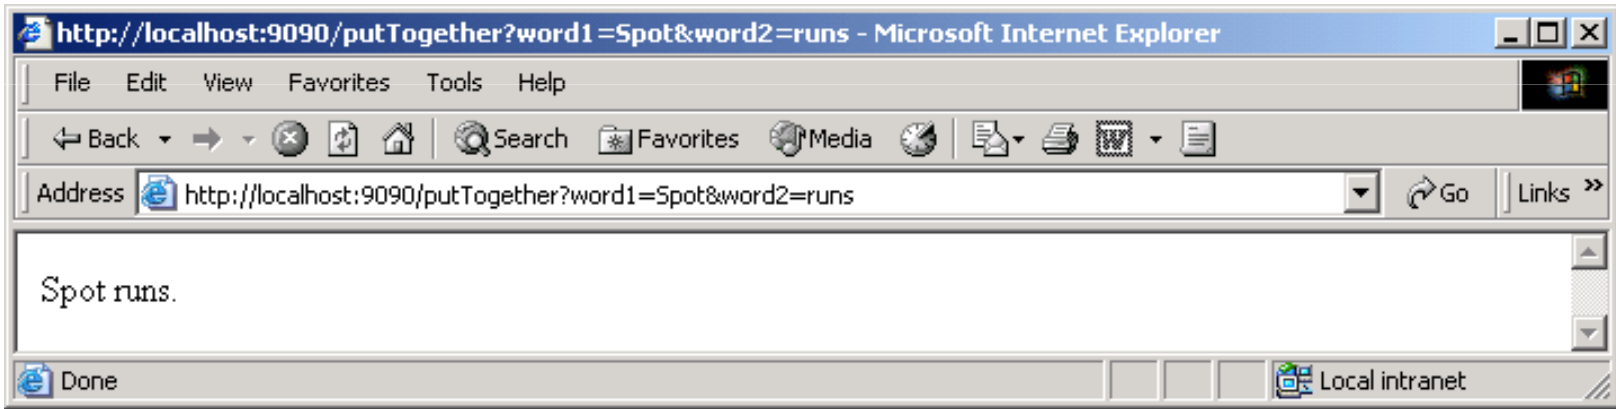 http://localhost:9090/putTogether?word1=Spot&word2=runs - Microsoft Internet Explorer
File Edit View Favorites Tools Help
Back Search Favorites Media W
Address http://localhost:9090/putTogether?word1=Spot&word2=runs Go Links »
Spot runs.
Done Local intranet